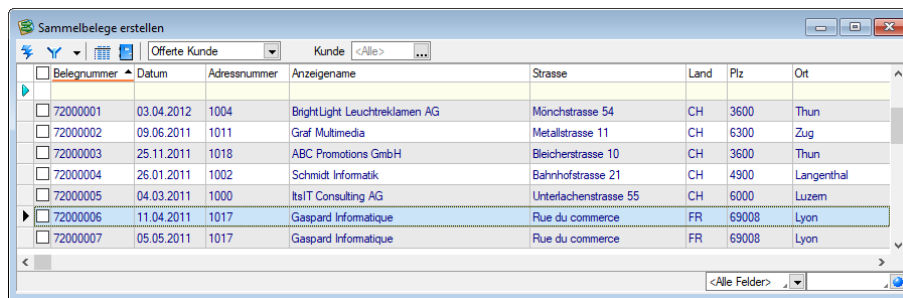 Sammelbelege erstellen
Offerte Kunde Kunde <Alle> ...
Belegnummer Datum Adressnummer Anzeigename Strasse Land Plz Ort
72000001 03.04.2012 1004 BrightLight Leuchtreklamen AG Mönchstrasse 54 CH 3600 Thun
72000002 09.06.2011 1011 Graf Multimedia Metallstrasse 11 CH 6300 Zug
72000003 25.11.2011 1018 ABC Promotions GmbH Bleicherstrasse 10 CH 3600 Thun
72000004 26.01.2011 1002 Schmidt Informatik Bahnhofstrasse 21 CH 4900 Langenthal
72000005 04.03.2011 1000 ItsIT Consulting AG Unterlachenstrasse 55 CH 6000 Luzern
72000006 11.04.2011 1017 Gaspard Informatique Rue du commerce FR 69008 Lyon
72000007 05.05.2011 1017 Gaspard Informatique Rue du commerce FR 69008 Lyon
<Alle Felder>